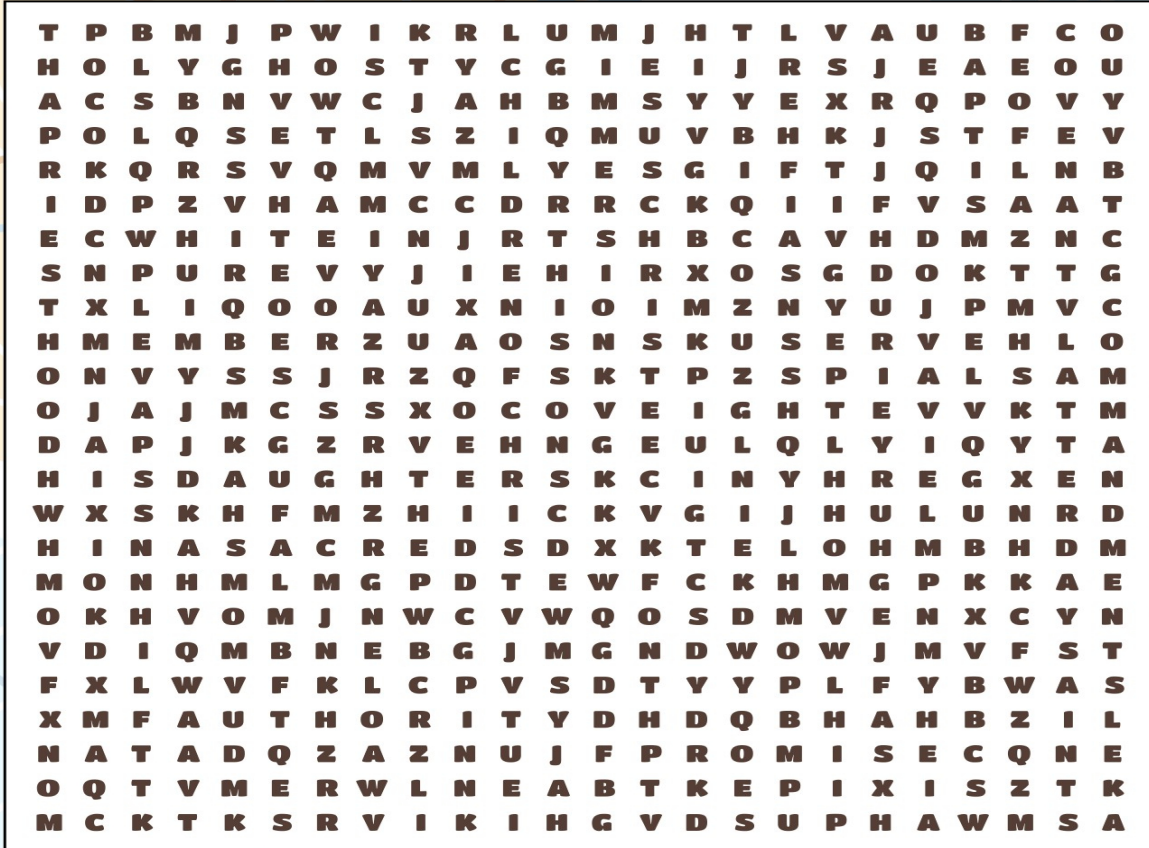 T P B M J P W I K R L U M J H T L V A U B F C O
H O L Y G H O S T Y C G I E I J R S J E A E O U
A C S B N V W C J A H B M S Y Y E X R Q P O V Y
P O L Q S E T L S Z I Q M U V B H K J S T F E V
R K Q R S V Q M V M L Y E S G I F T J Q I L N B
I D P Z V H A M C C D R R C K Q I I F V S A A T
E C W H I T E I N J R T S H B C A V H D M Z N C
S N P U R E V Y J I E H I R X O S G D O K T T G
T X L I Q O O A U X N I O I M Z N Y U J P M V C
H M E M B E R Z U A O S N S K U S E R V E H L O
O N V Y S S J R Z Q F S K T P Z S P I A L S A M
O J A J M C S S X O C O V E I G H T E V V K T M
D A P J K G Z R V E H N G E U L Q L Y I Q Y T A
H I S D A U G H T E R S K C I N Y H R E G X E N
W X S K H F M Z H I I C K V G I J H U L U N R D
H I N A S A C R E D S D X K T E L O H M B H D M
M O N H M L M G P D T E W F C K H M G P K K A E
O K H V O M J N W C V W Q O S D M V E N X C Y N
V D I Q M B N E B G J M G N D W O W J M V F S T
F X L W V F K L C P V S D T Y Y P L F Y B W A S
X M F A U T H O R I T Y D H D Q B H A H B Z I L
N A T A D Q Z A Z N U J F P R O M I S E C Q N E
O Q T V M E R W L N E A B T K E P I X I S Z T K
M C K T K S R V I K I H G V D S U P H A W M S A